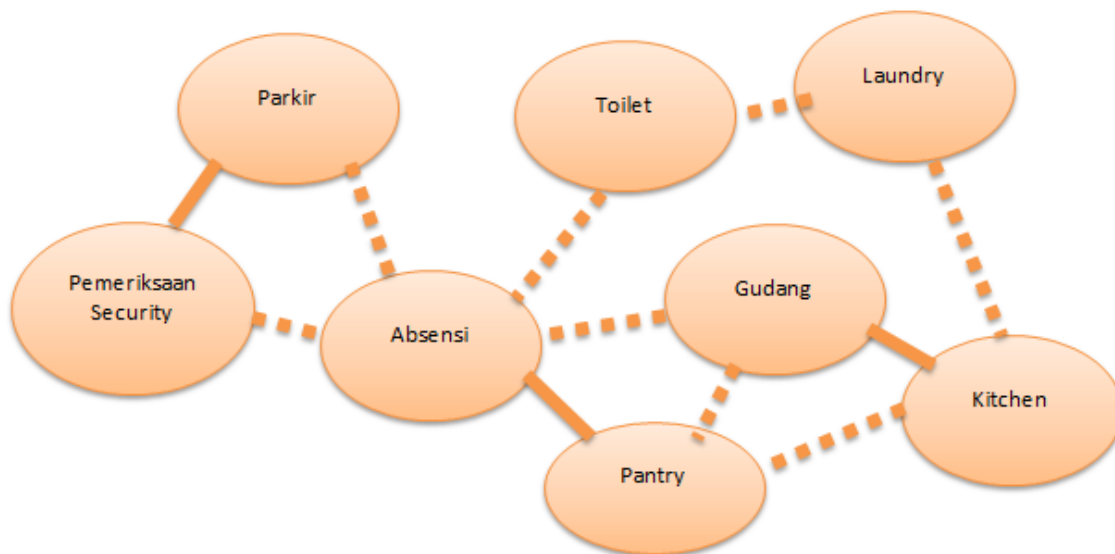 Parkir
Toilet
Laundry
Pemeriksaan
Security
Absensi
Gudang
Kitchen
Pantry